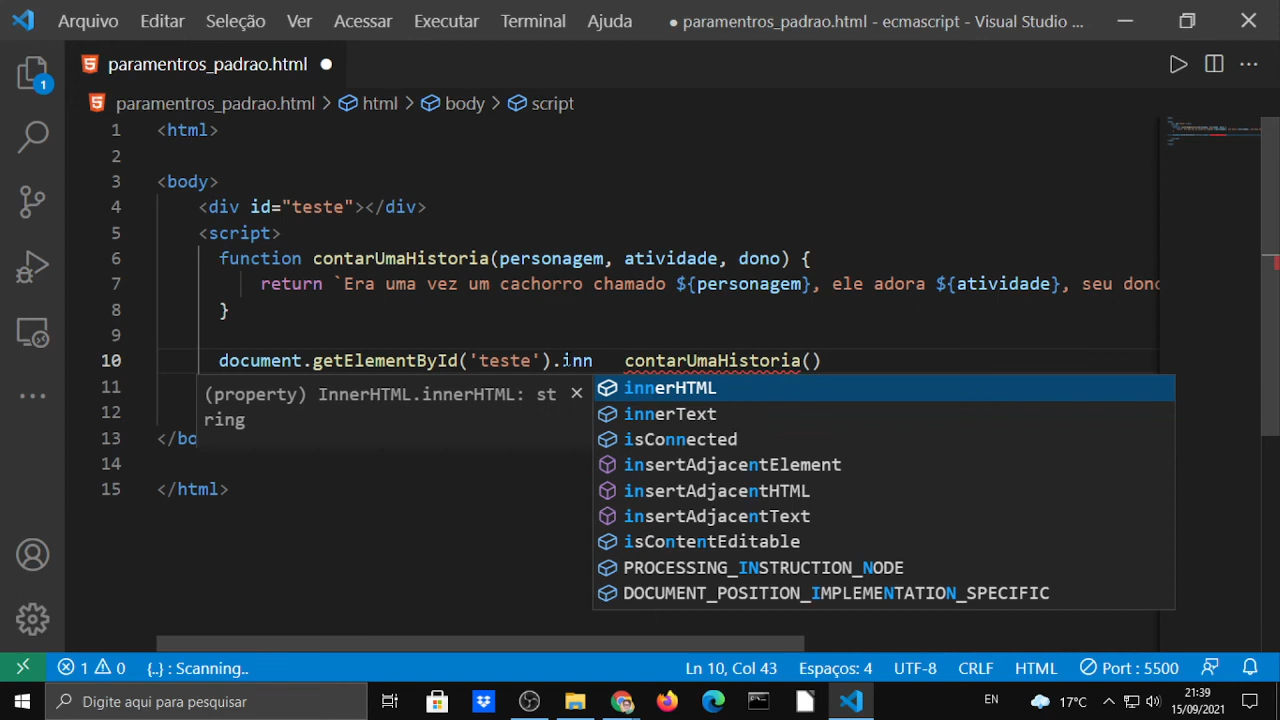 Arquivo Editar Seleção Ver Acessar Executar Terminal Ajuda ● paramentros_padrao.html - ecmascript - Visual Studio ...
paramentros_padrao.html
paramentros_padrao.html > html > body > script
1 <html>
2
3 <body>
4 <div id="teste"></div>
5 <script>
6 function contarUmaHistoria(personagem, atividade, dono) {
7 return `Era uma vez um cachorro chamado ${personagem}, ele adora ${atividade}, seu dono
8 }
9
10 document.getElementById('teste').inn contarUmaHistoria()
11
(property) InnerHTML.innerHTML: st
ring
innerHTML
innerText
isConnected
insertAdjacentElement
insertAdjacentHTML
insertAdjacentText
isContentEditable
PROCESSING_INSTRUCTION_NODE
DOCUMENT_POSITION_IMPLEMENTATION_SPECIFIC
12
13 </bo
14
15 </html>
1
1 0 {..} : Scanning.. Ln 10, Col 43 Espaços: 4 UTF-8 CRLF HTML Port : 5500
Digite aqui para pesquisar
EN 17°C 21:39
15/09/2021